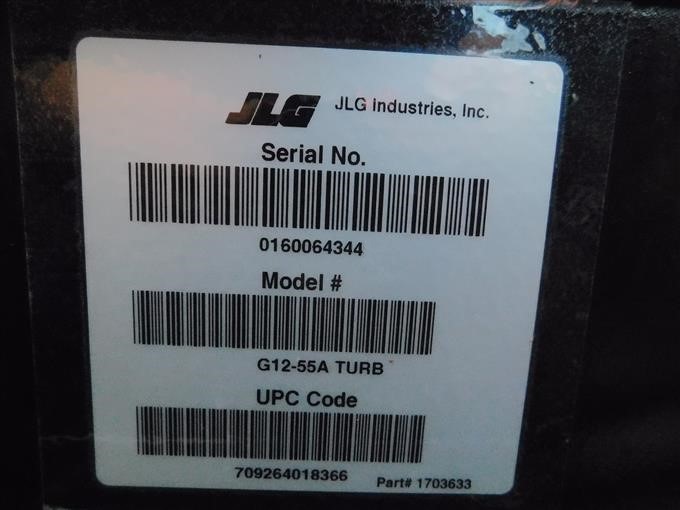 JLG JLG Industries, Inc.
Serial No.
0160064344
Model #
G12-55A TURB
UPC Code
709264018366
Part# 1703633